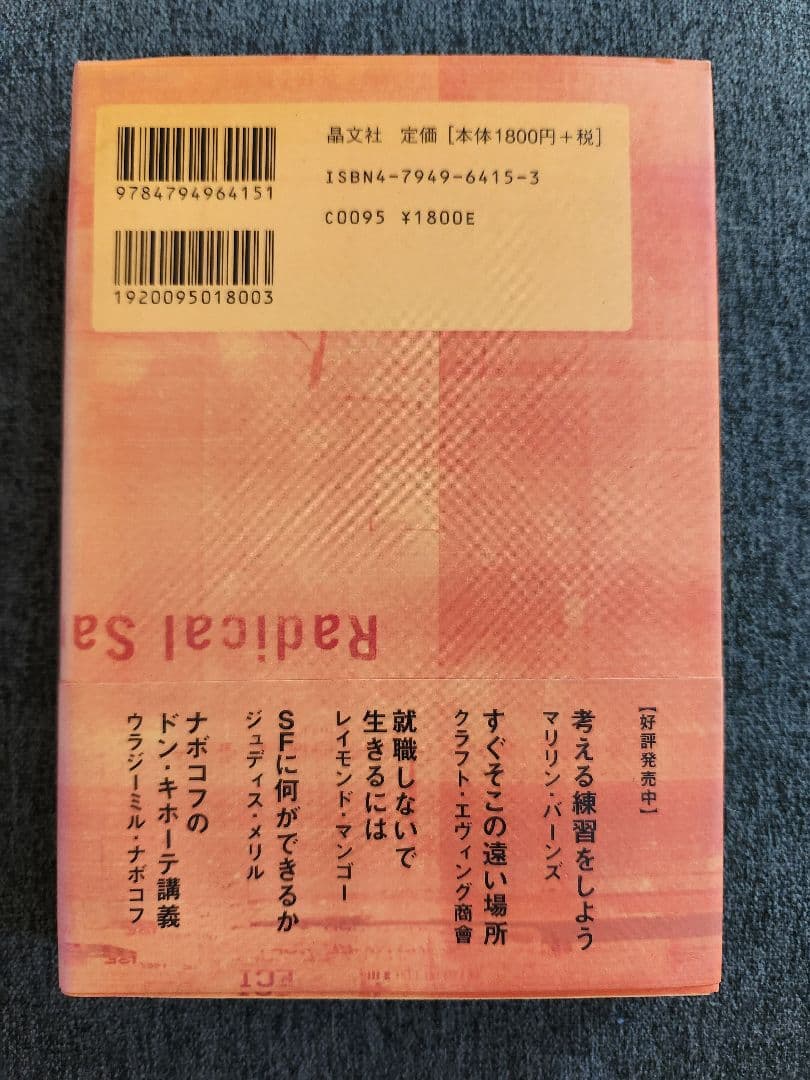 9784794964151
晶文社 定価［本体1800円＋税］
ISBN4-7949-6415-3
C0095 ¥1800E
1920095018003
Radical Sa
【好評発売中】
考える練習をしよう
マリリン・バーンズ
すぐそこの遠い場所
クラフト・エヴィング商會
就職しないで
生きるには
レイモンド・マンゴー
SFに何ができるか
ジュディス・メリル
ナボコフの
ドン・キホーテ講義
ウラジーミル・ナボコフ
ECT